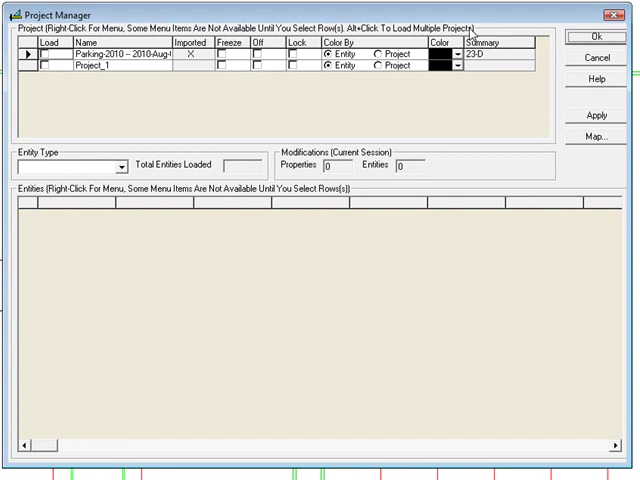 Project Manager
Project (Right-Click For Menu, Some Menu Items Are Not Available Until You Select Row(s). Alt+Click To Load Multiple Projects)
Load Name Imported Freeze Off Lock Color By Color Summary
Parking-2010 -- 2010-Aug-( X Entity Project 23-D
Project_1 Entity Project
Ok
Cancel
Help
Apply
Map...
Entity Type
Total Entities Loaded
Modifications (Current Session)
Properties 0 Entities 0
Entities (Right-Click For Menu, Some Menu Items Are Not Available Until You Select Rows(s))